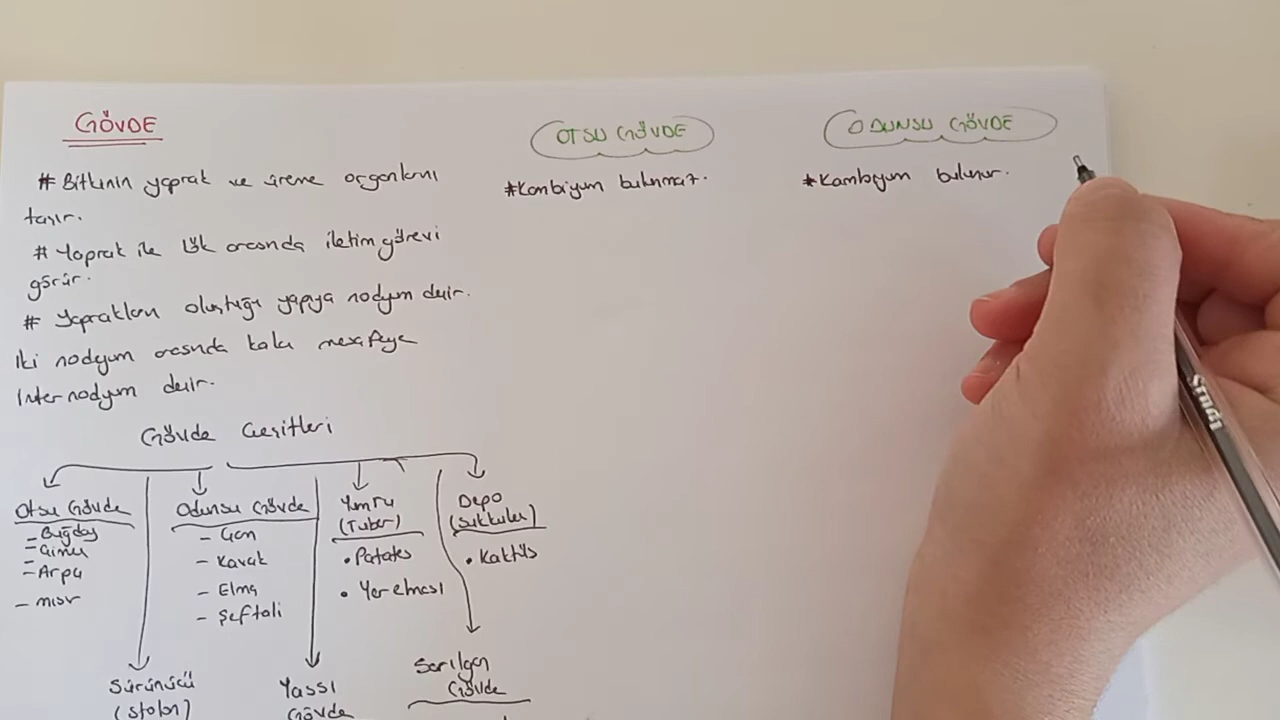 GÖVDE
# Bitkinin yaprak ve üreme organlarını
taşır.
# Yaprak ile kök arasında iletim görevi
görür.
# Yaprakların oluştuğu yapıya nodyum denir.
İki nodyum arasında kalan mesafeye
internodyum denir.
Gövde Çeşitleri
Otsu Gövde
- Buğday
- Çimen
- Arpa
- mısır
Odunsu Gövde
- Çam
- Kavak
- Elma
- Şeftali
Yumru
(Tuber)
• Patates
• Yer elması
Depo
(Sukkulent)
• Kaktüs
Sürünücü
(Stolon)
Yassı
Gövde
Sarılgan
Gövde
OTSU GÖVDE
* Kambiyum bulunmaz.
ODUNSU GÖVDE
* Kambiyum bulunur.